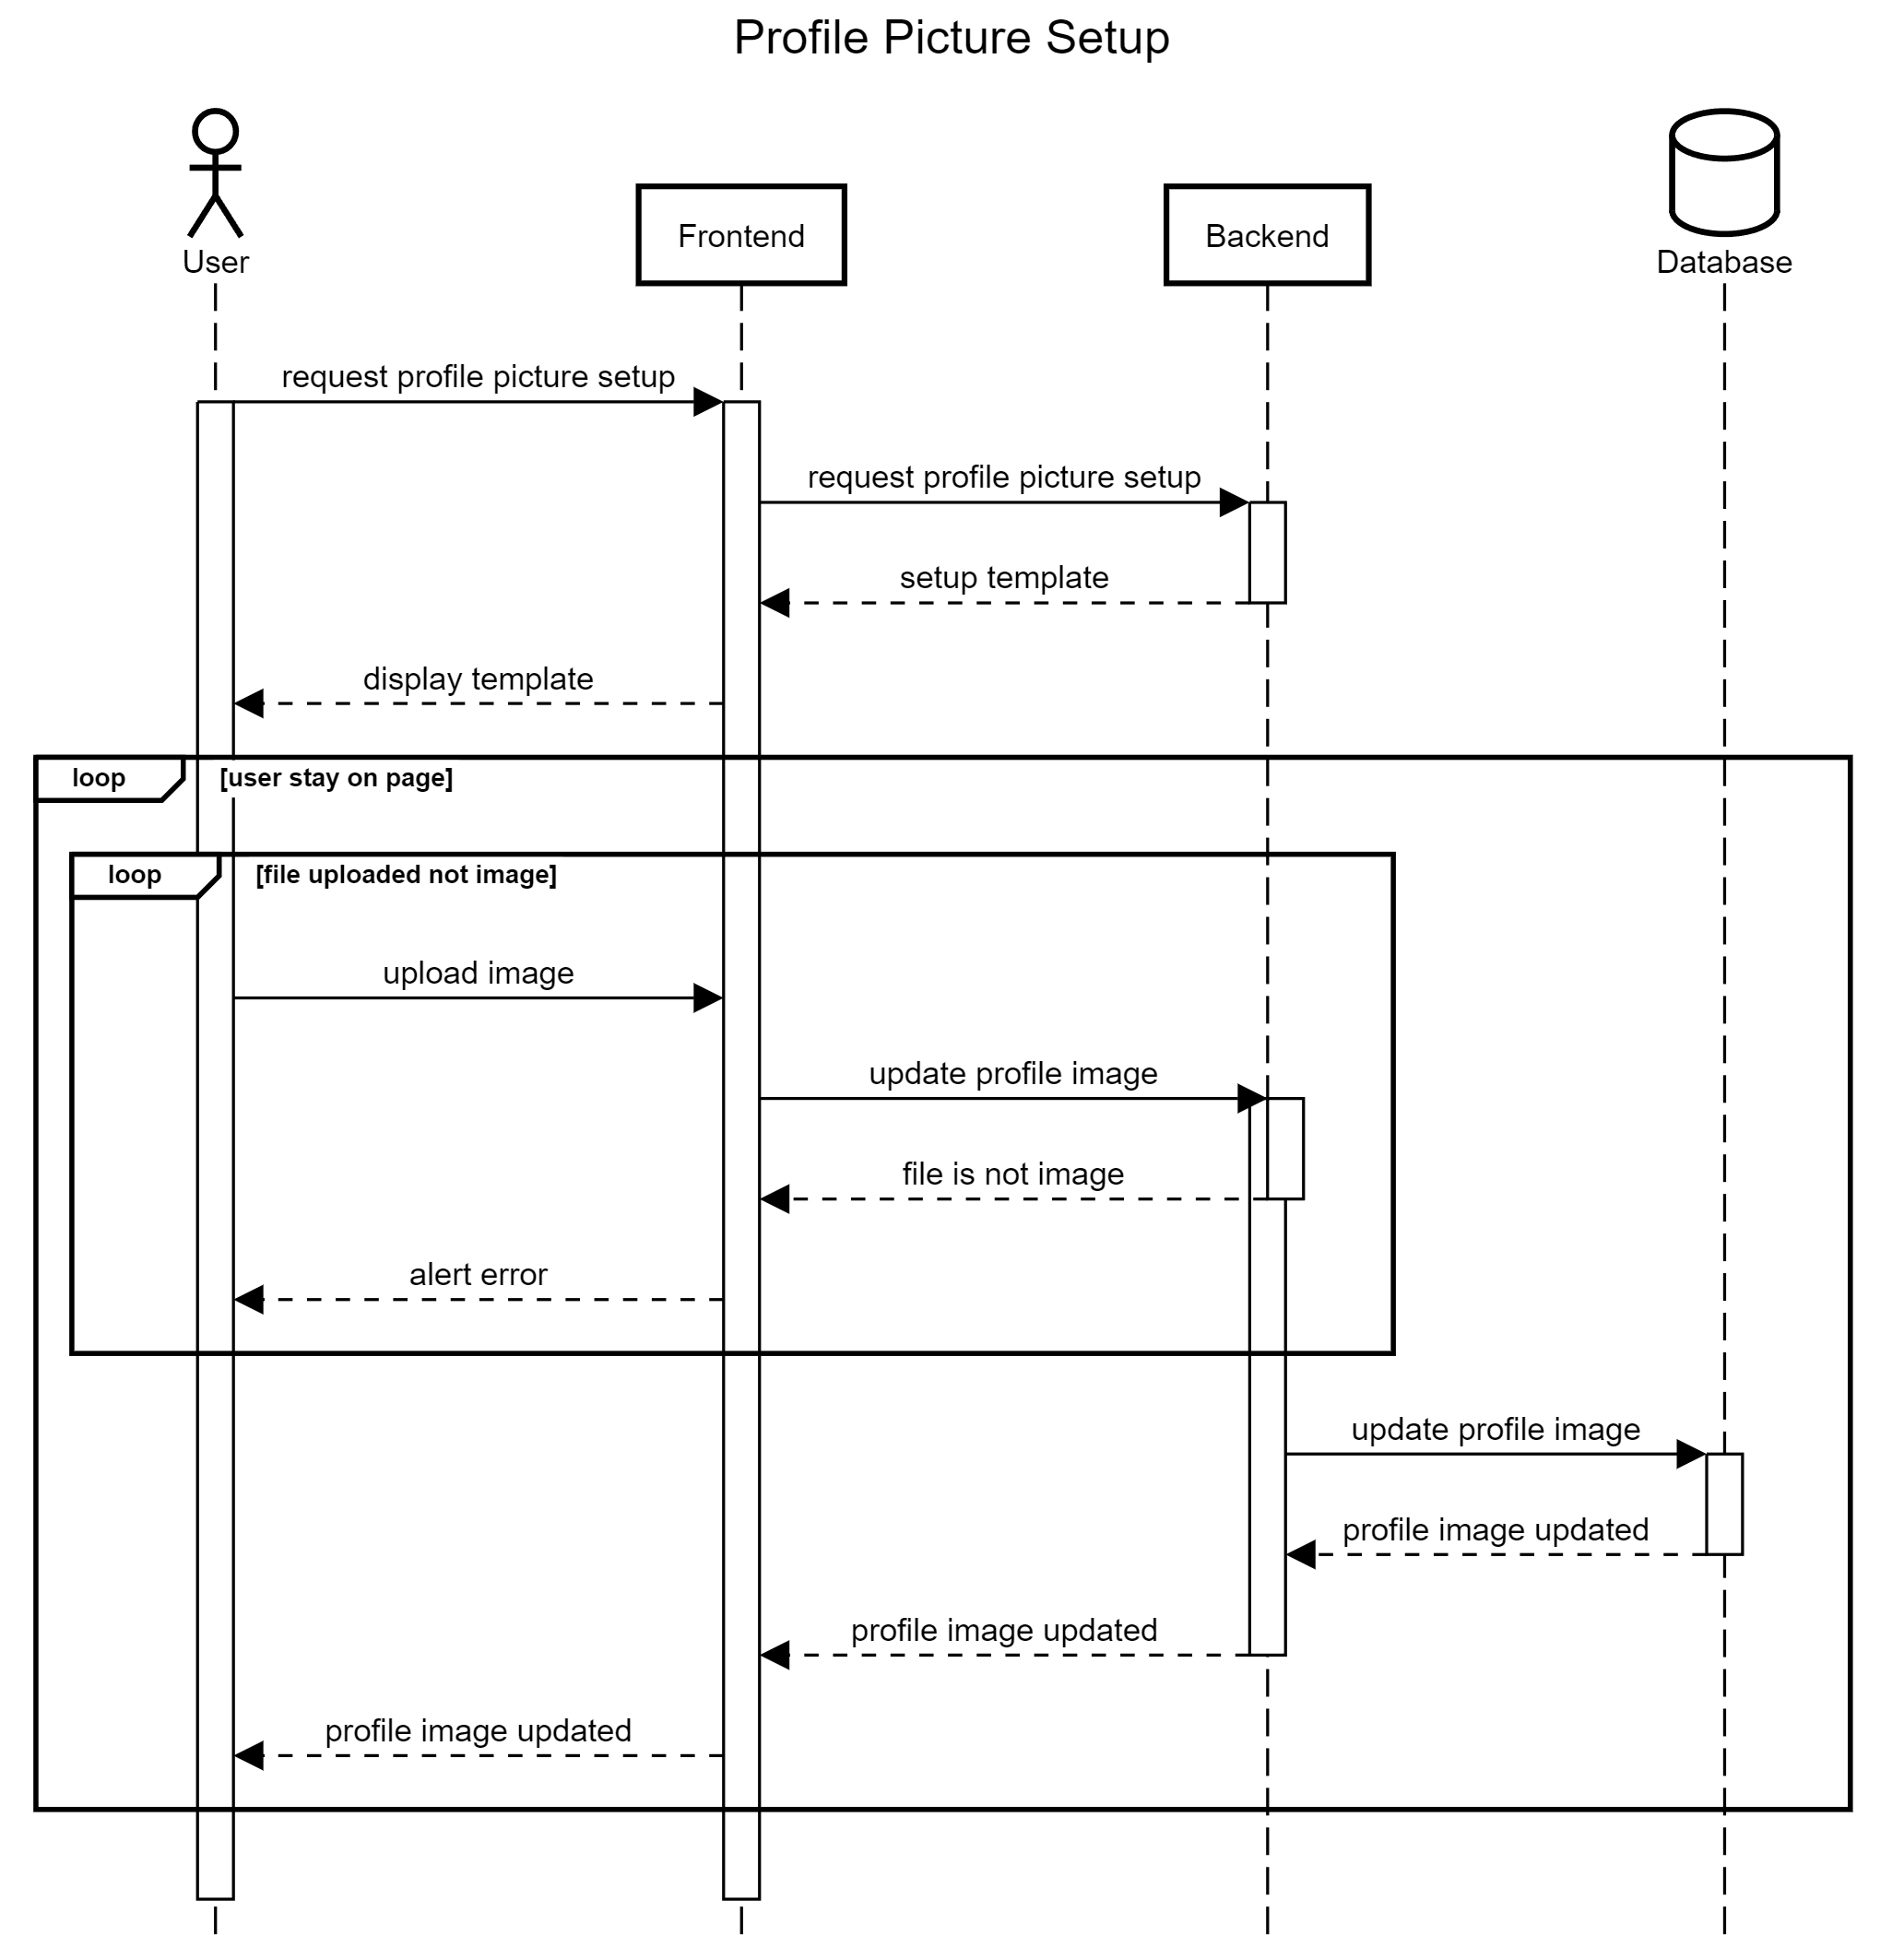 Profile Picture Setup
User
Frontend
Backend
Database
request profile picture setup
request profile picture setup
setup template
display template
loop
[user stay on page]
loop
[file uploaded not image]
upload image
update profile image
file is not image
alert error
update profile image
profile image updated
profile image updated
profile image updated